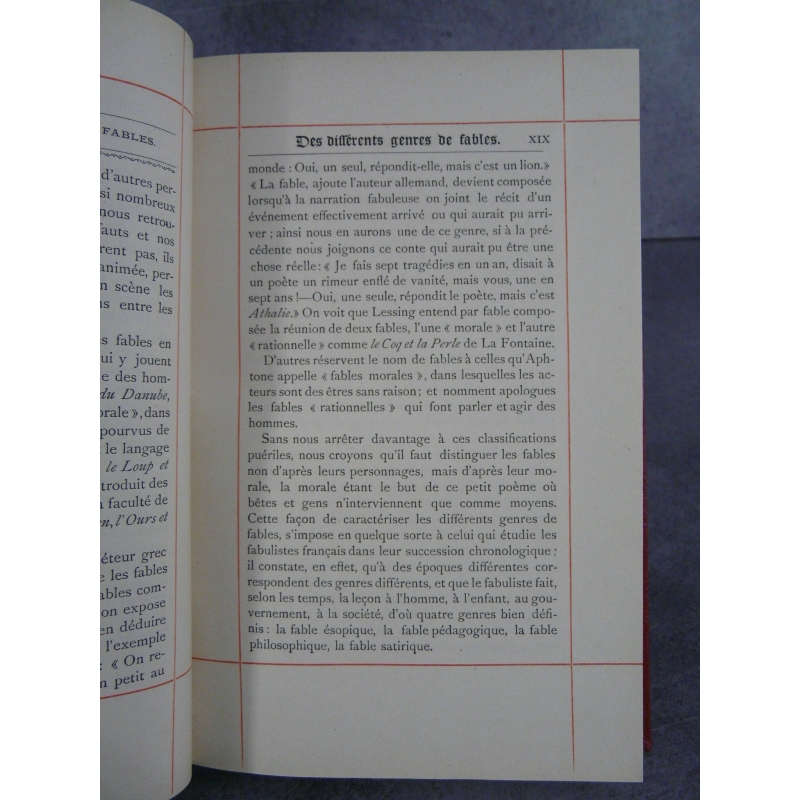 FABLES.
d'autres per-
si nombreux
nous retrou-
fauts et nos
rent pas, ils
animée, per-
n scène les
ns entre les
s fables en
ui y jouent
e des hom-
du Danube,
orale », dans
pourvus de
le langage
le Loup et
troduit des
faculté de
en, l'Ours et
éteur grec
e les fables
ables com-
on expose
en déduire
l'exemple
: « On re-
n petit au
Des différents genres de fables. XIX
monde : Oui, un seul, répondit-elle, mais c'est un lion.»
« La fable, ajoute l'auteur allemand, devient composée
lorsqu'à la narration fabuleuse on joint le récit d'un
événement effectivement arrivé ou qui aurait pu arri-
ver ; ainsi nous en aurons une de ce genre, si à la pré-
cédente nous joignons ce conte qui aurait pu être une
chose réelle : « Je fais sept tragédies en un an, disait à
un poète un rimeur enflé de vanité, mais vous, une en
sept ans !—Oui, une seule, répondit le poète, mais c'est
Athalie.» On voit que Lessing entend par fable compo-
sée la réunion de deux fables, l'une « morale » et l'autre
« rationnelle » comme le Coq et la Perle de La Fontaine.
D'autres réservent le nom de fables à celles qu'Aph-
tone appelle « fables morales », dans lesquelles les ac-
teurs sont des êtres sans raison ; et nomment apologues
les fables « rationnelles » qui font parler et agir des
hommes.
Sans nous arrêter davantage à ces classifications
puériles, nous croyons qu'il faut distinguer les fables
non d'après leurs personnages, mais d'après leur mo-
rale, la morale étant le but de ce petit poème où
bêtes et gens n'interviennent que comme moyens.
Cette façon de caractériser les différents genres de
fables, s'impose en quelque sorte à celui qui étudie les
fabulistes français dans leur succession chronologique ;
il constate, en effet, qu'à des époques différentes cor-
respondent des genres différents, et que le fabuliste fait,
selon les temps, la leçon à l'homme, à l'enfant, au gou-
vernement, à la société, d'où quatre genres bien défi-
nis : la fable ésopique, la fable pédagogique, la fable
philosophique, la fable satirique.